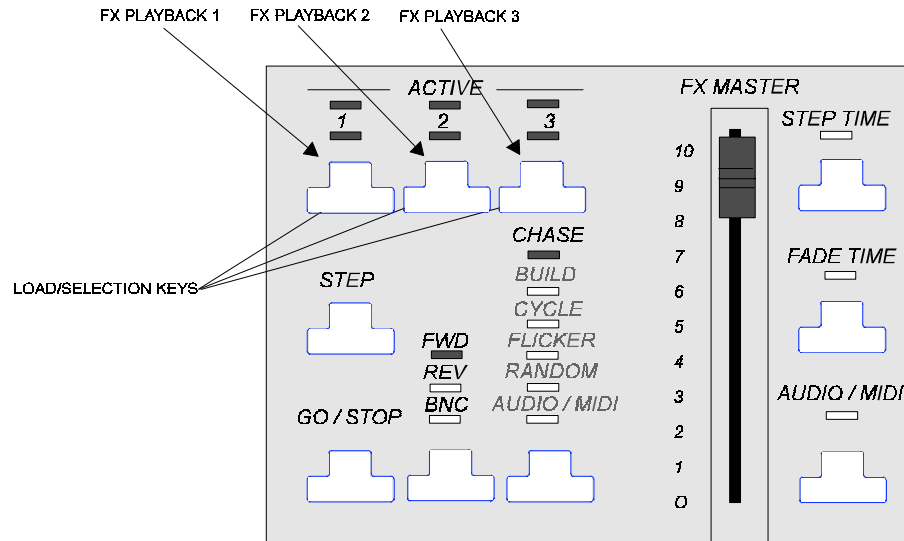 FX PLAYBACK 1
FX PLAYBACK 2
FX PLAYBACK 3
ACTIVE
1
2
3
FX MASTER
STEP TIME
10
9
8
7
6
5
4
3
2
1
0
CHASE
BUILD
CYCLE
FLICKER
RANDOM
AUDIO / MIDI
LOAD/SELECTION KEYS
STEP
FADE TIME
FWD
REV
BNC
GO / STOP
AUDIO / MIDI